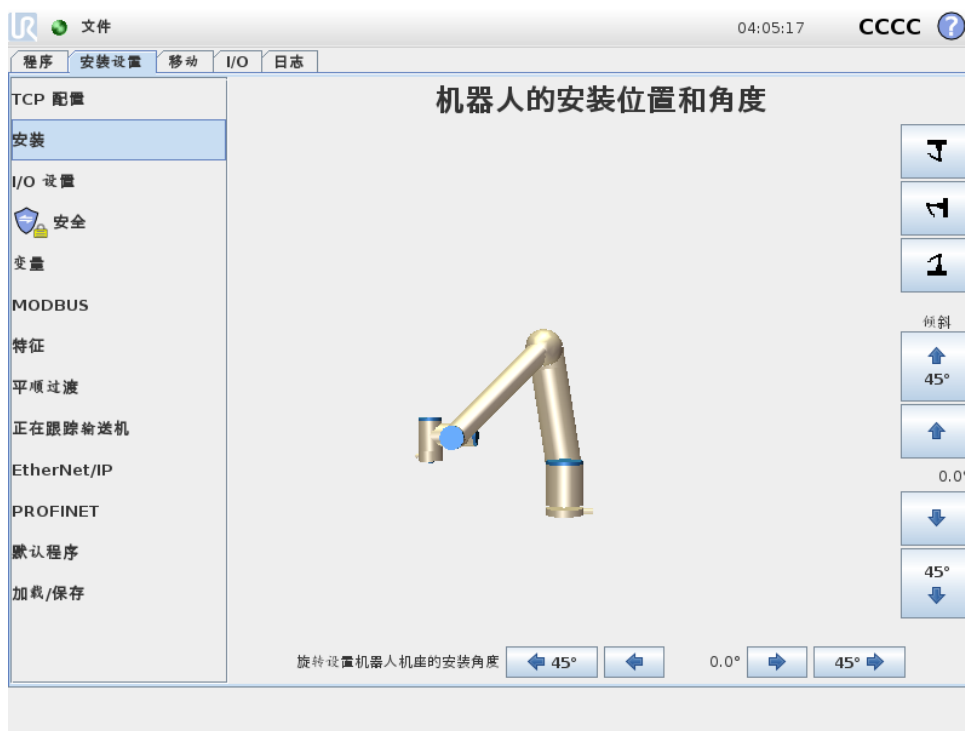 UR 文件 04:05:17 CCCC ?
程序 安装设置 移动 I/O 日志
TCP 配置
机器人的安装位置和角度
安装
I/O 设置
安全
变量
MODBUS
特征
平顺过渡
正在跟踪输送机
EtherNet/IP
PROFINET
默认程序
加载/保存
倾斜
45°
0.0°
45°
旋转设置机器人机座的安装角度 45° 0.0° 45°